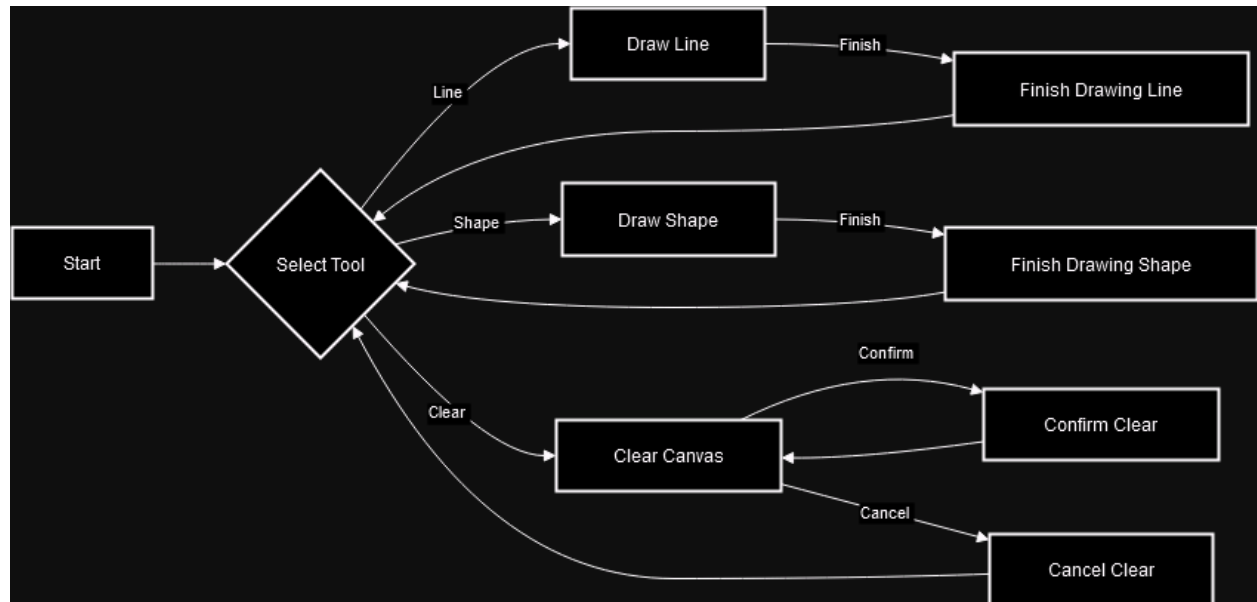 Draw Line
Finish
Finish Drawing Line
Line
Shape
Draw Shape
Finish
Finish Drawing Shape
Start
Select Tool
Confirm
Clear
Clear Canvas
Confirm Clear
Cancel
Cancel Clear